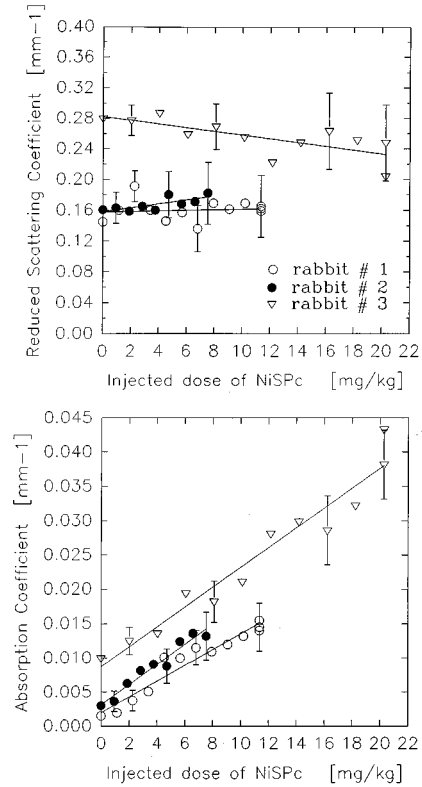 Reduced Scattering Coefficient [mm−1]
0.40
0.36
0.32
0.28
0.24
0.20
0.16
0.12
0.08
0.04
0.00
○ rabbit # 1
● rabbit # 2
▽ rabbit # 3
0 2 4 6 8 10 12 14 16 18 20 22
Injected dose of NiSPc [mg/kg]
Absorption Coefficient [mm−1]
0.045
0.040
0.035
0.030
0.025
0.020
0.015
0.010
0.005
0.000
0 2 4 6 8 10 12 14 16 18 20 22
Injected dose of NiSPc [mg/kg]